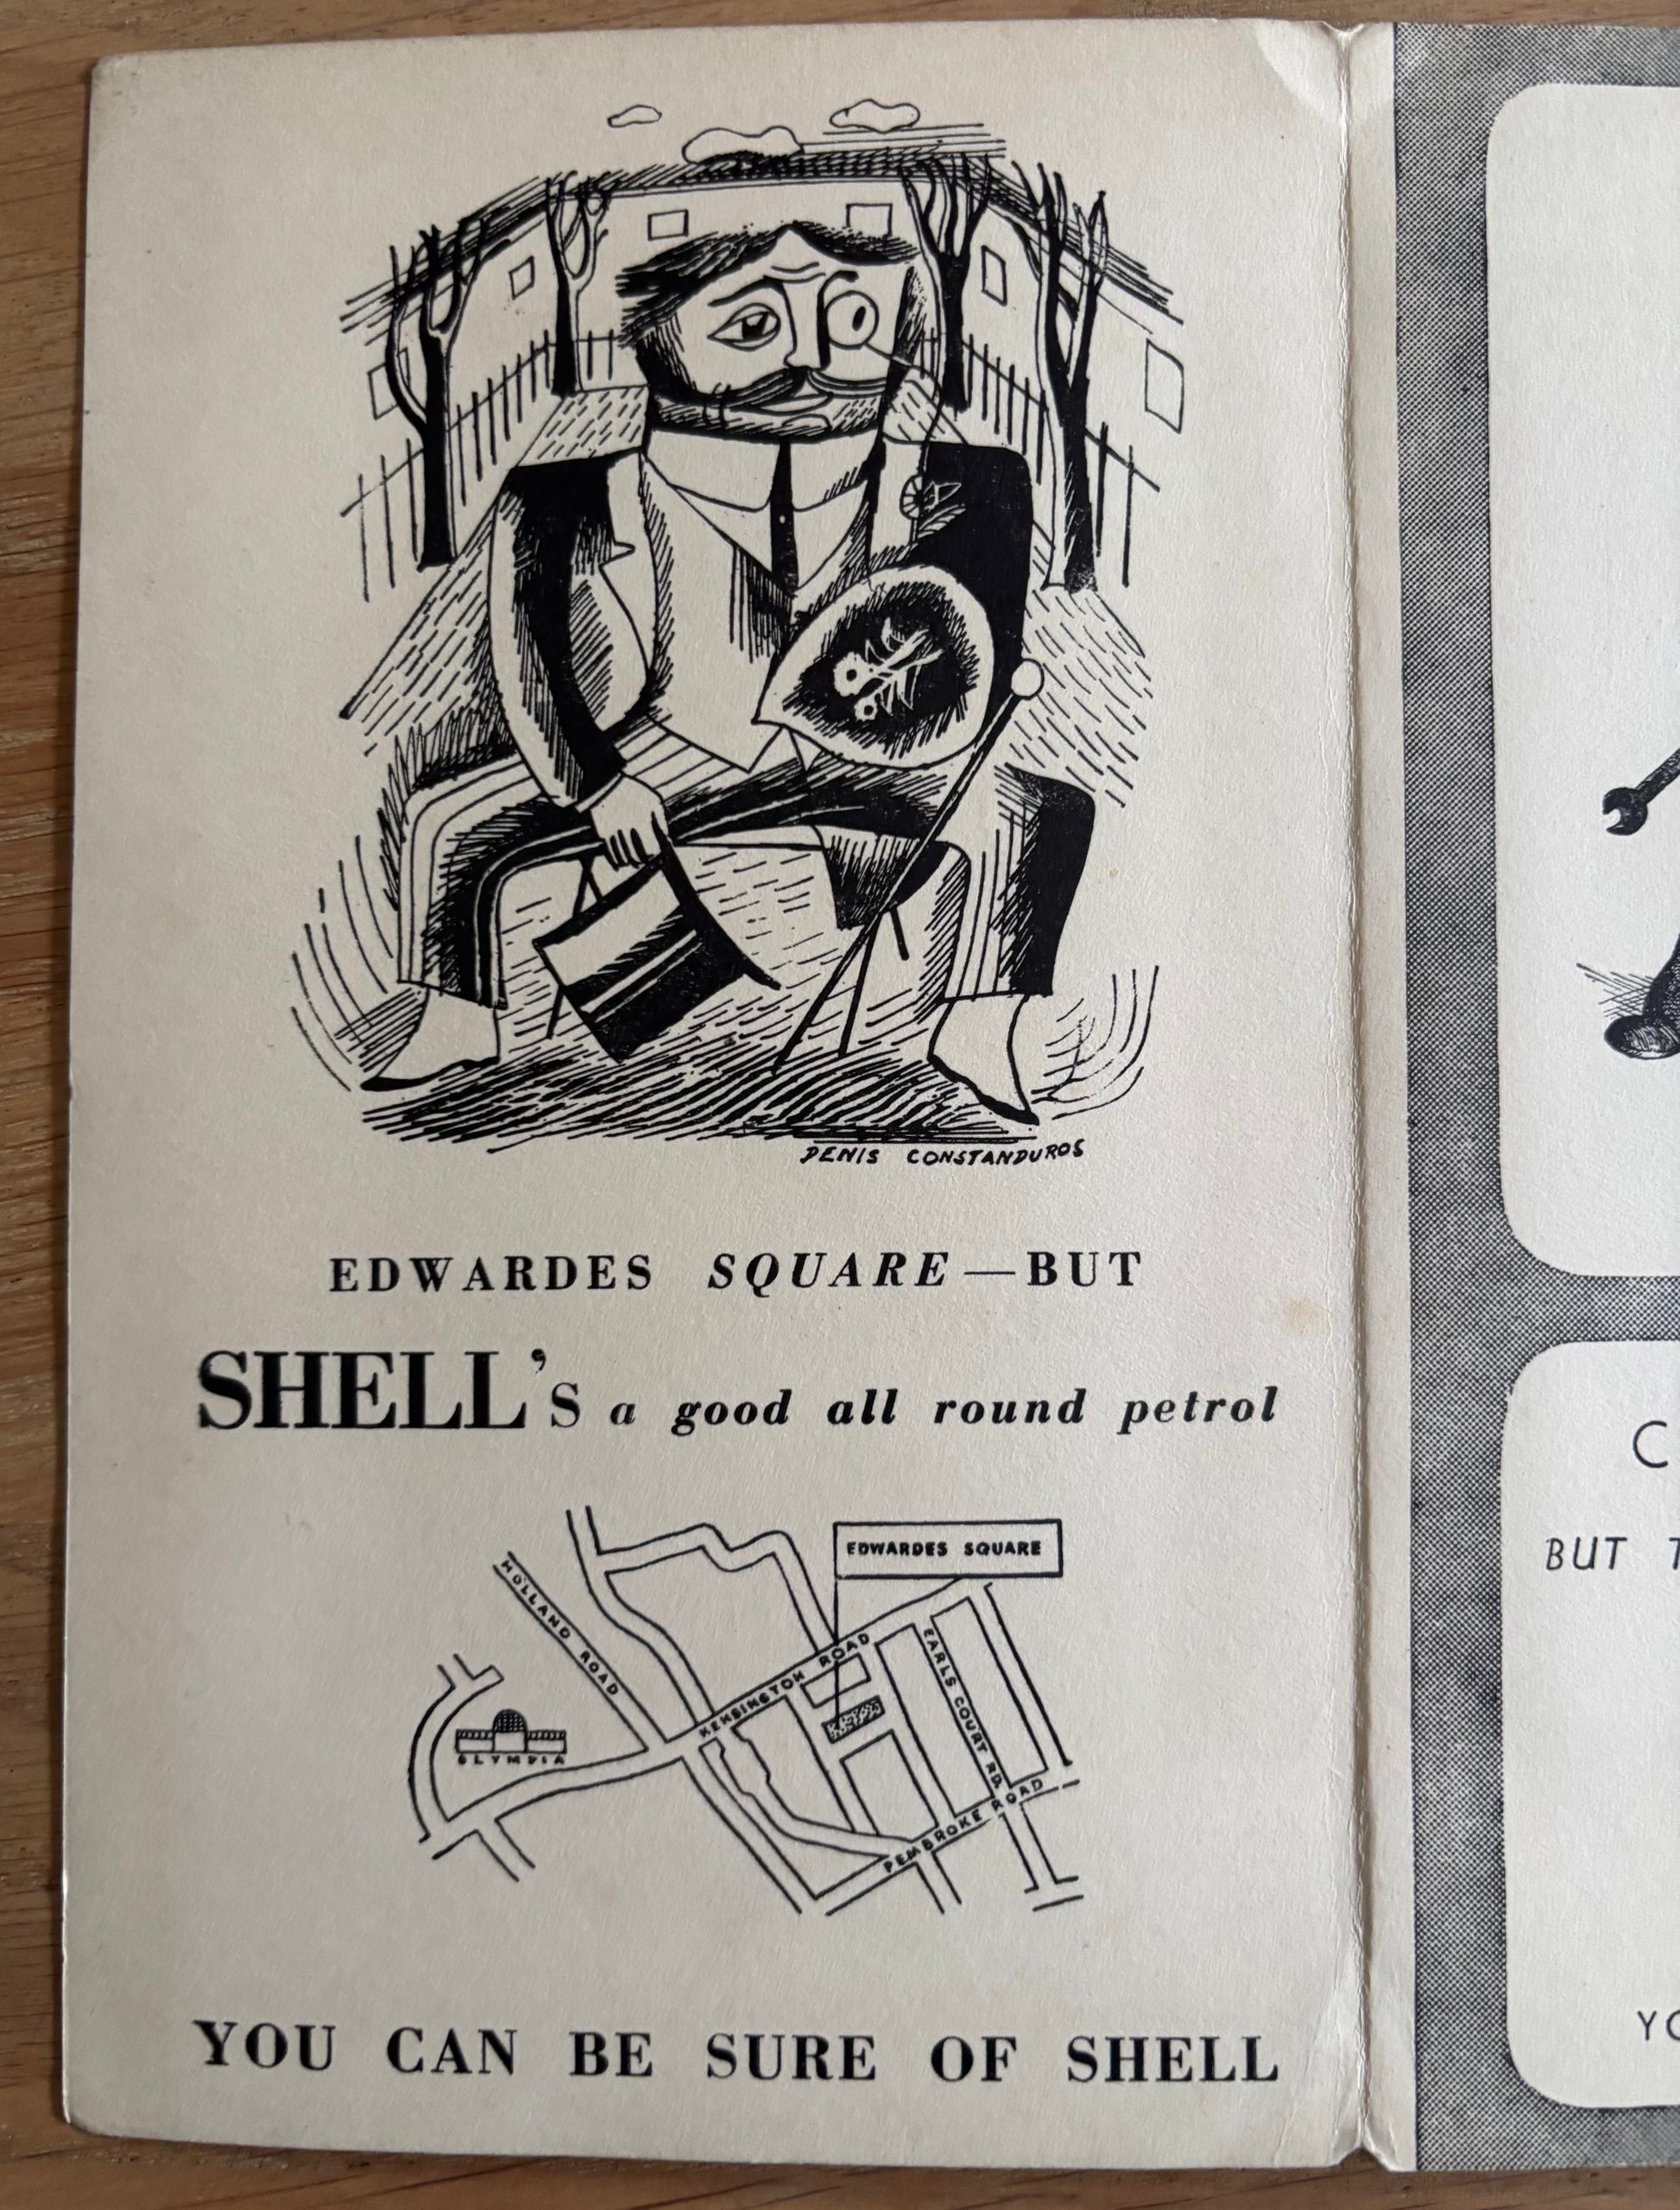 DENIS CONSTANDUROS
EDWARDES SQUARE—BUT
SHELL's a good all round petrol
EDWARDES SQUARE
HOLLAND ROAD
KENSINGTON ROAD
EARLS COURT RD.
OLYMPIA
PEMBROKE ROAD
YOU CAN BE SURE OF SHELL
C
BUT T
YO